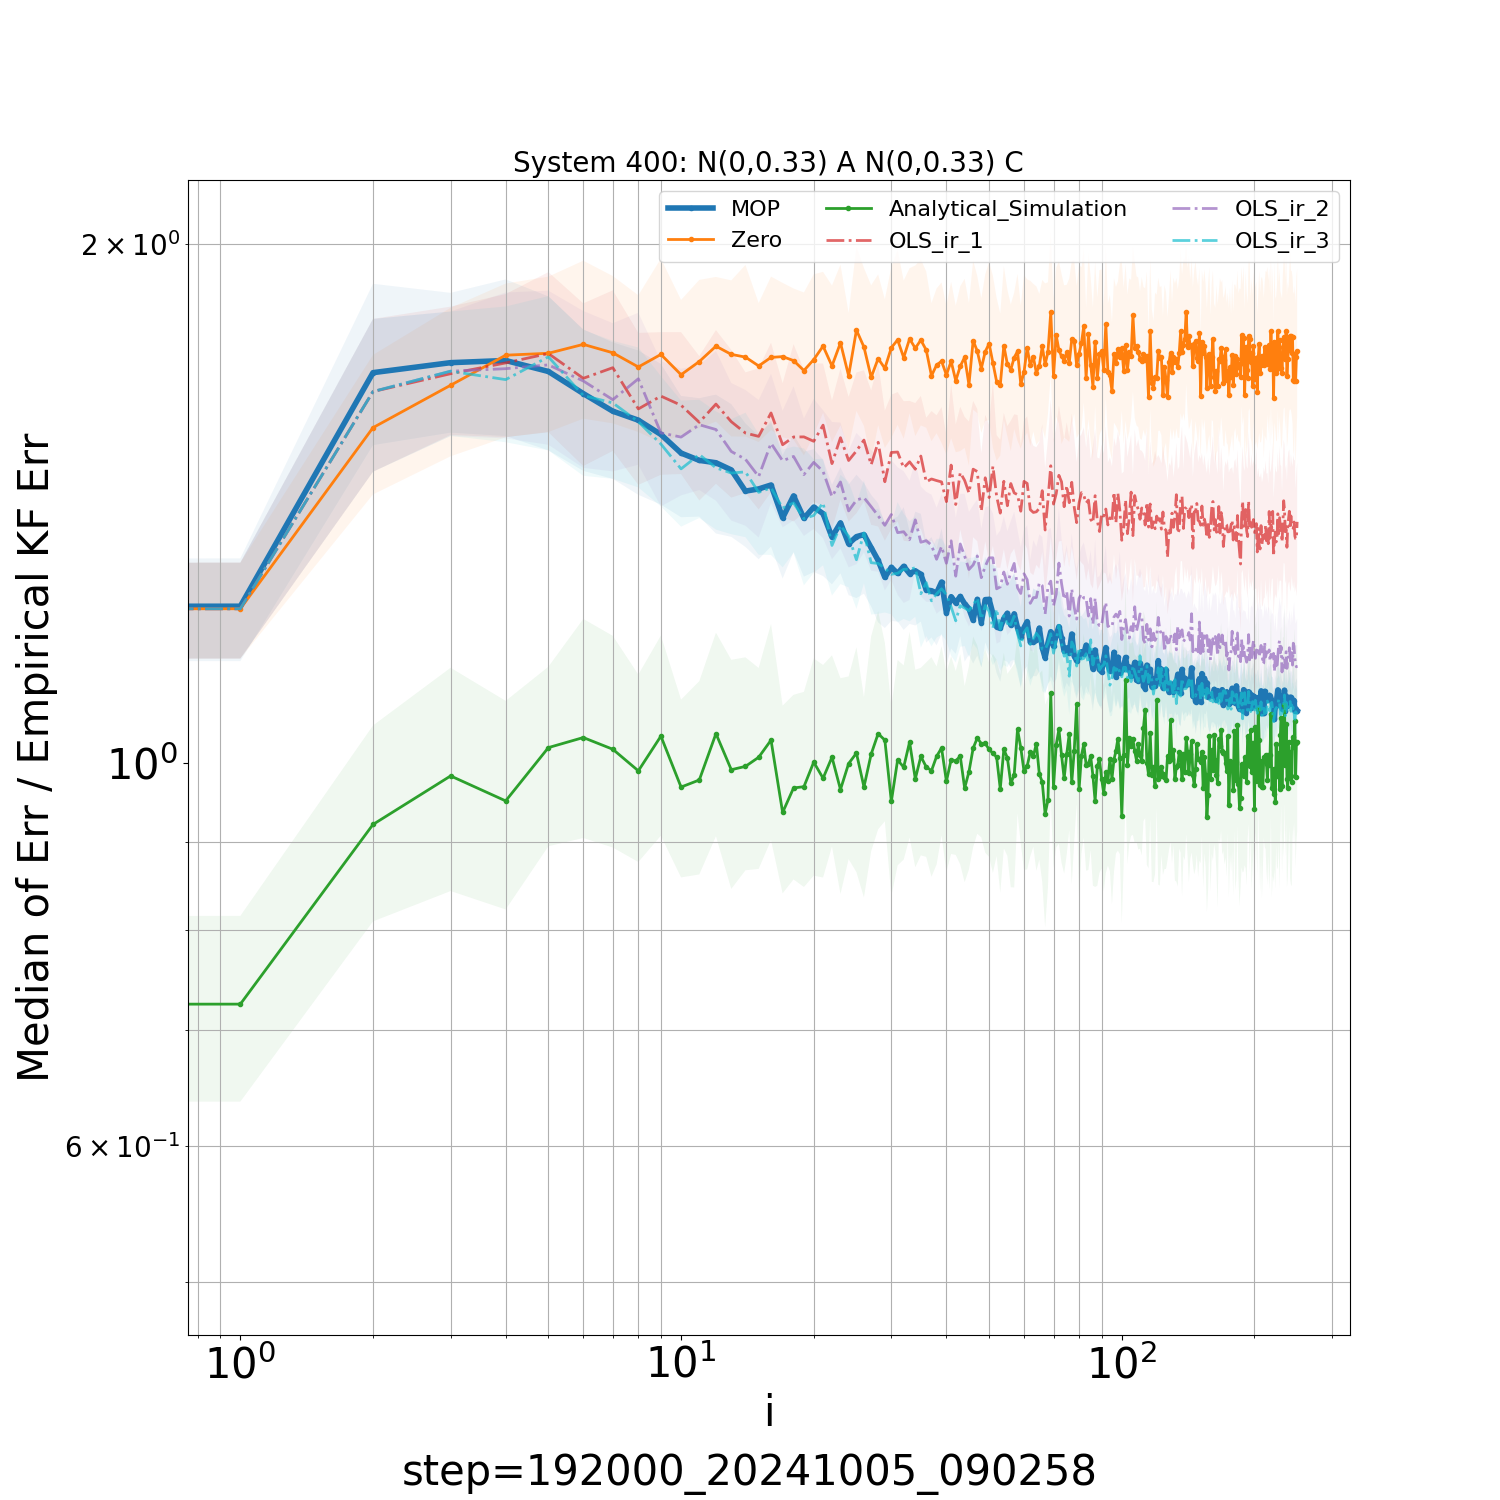 System 400: N(0,0.33) A N(0,0.33) C
MOP
Zero
Analytical_Simulation
OLS_ir_1
OLS_ir_2
OLS_ir_3
Median of Err / Empirical KF Err
2 × 10⁰
10⁰
6 × 10⁻¹
10⁰ 10¹ 10²
i
step=192000_20241005_090258